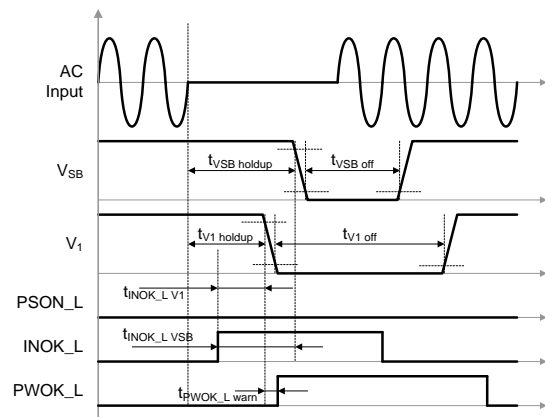 AC
Input
VSB
tVSB holdup
tVSB off
V1
tV1 holdup
tV1 off
tINOK_L V1
PSON_L
tINOK_L VSB
INOK_L
tPWOK_L warn
PWOK_L